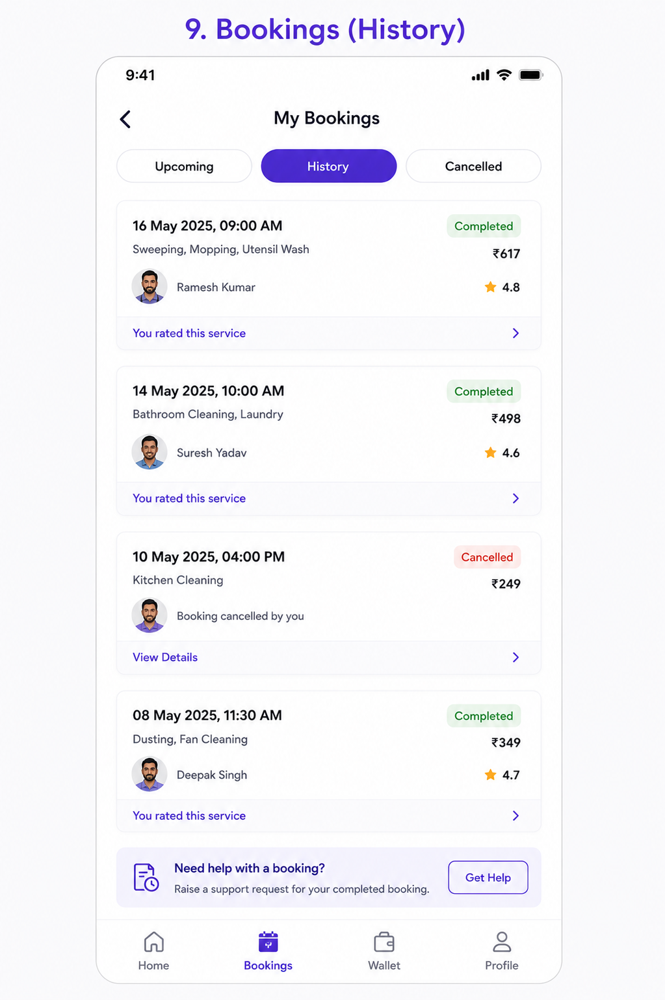 9. Bookings (History)
9:41
My Bookings
Upcoming
History
Cancelled
16 May 2025, 09:00 AM
Completed
Sweeping, Mopping, Utensil Wash
₹617
Ramesh Kumar
4.8
You rated this service
14 May 2025, 10:00 AM
Completed
Bathroom Cleaning, Laundry
₹498
Suresh Yadav
4.6
You rated this service
10 May 2025, 04:00 PM
Cancelled
Kitchen Cleaning
₹249
Booking cancelled by you
View Details
08 May 2025, 11:30 AM
Completed
Dusting, Fan Cleaning
₹349
Deepak Singh
4.7
You rated this service
Need help with a booking?
Raise a support request for your completed booking.
Get Help
Home
Bookings
Wallet
Profile